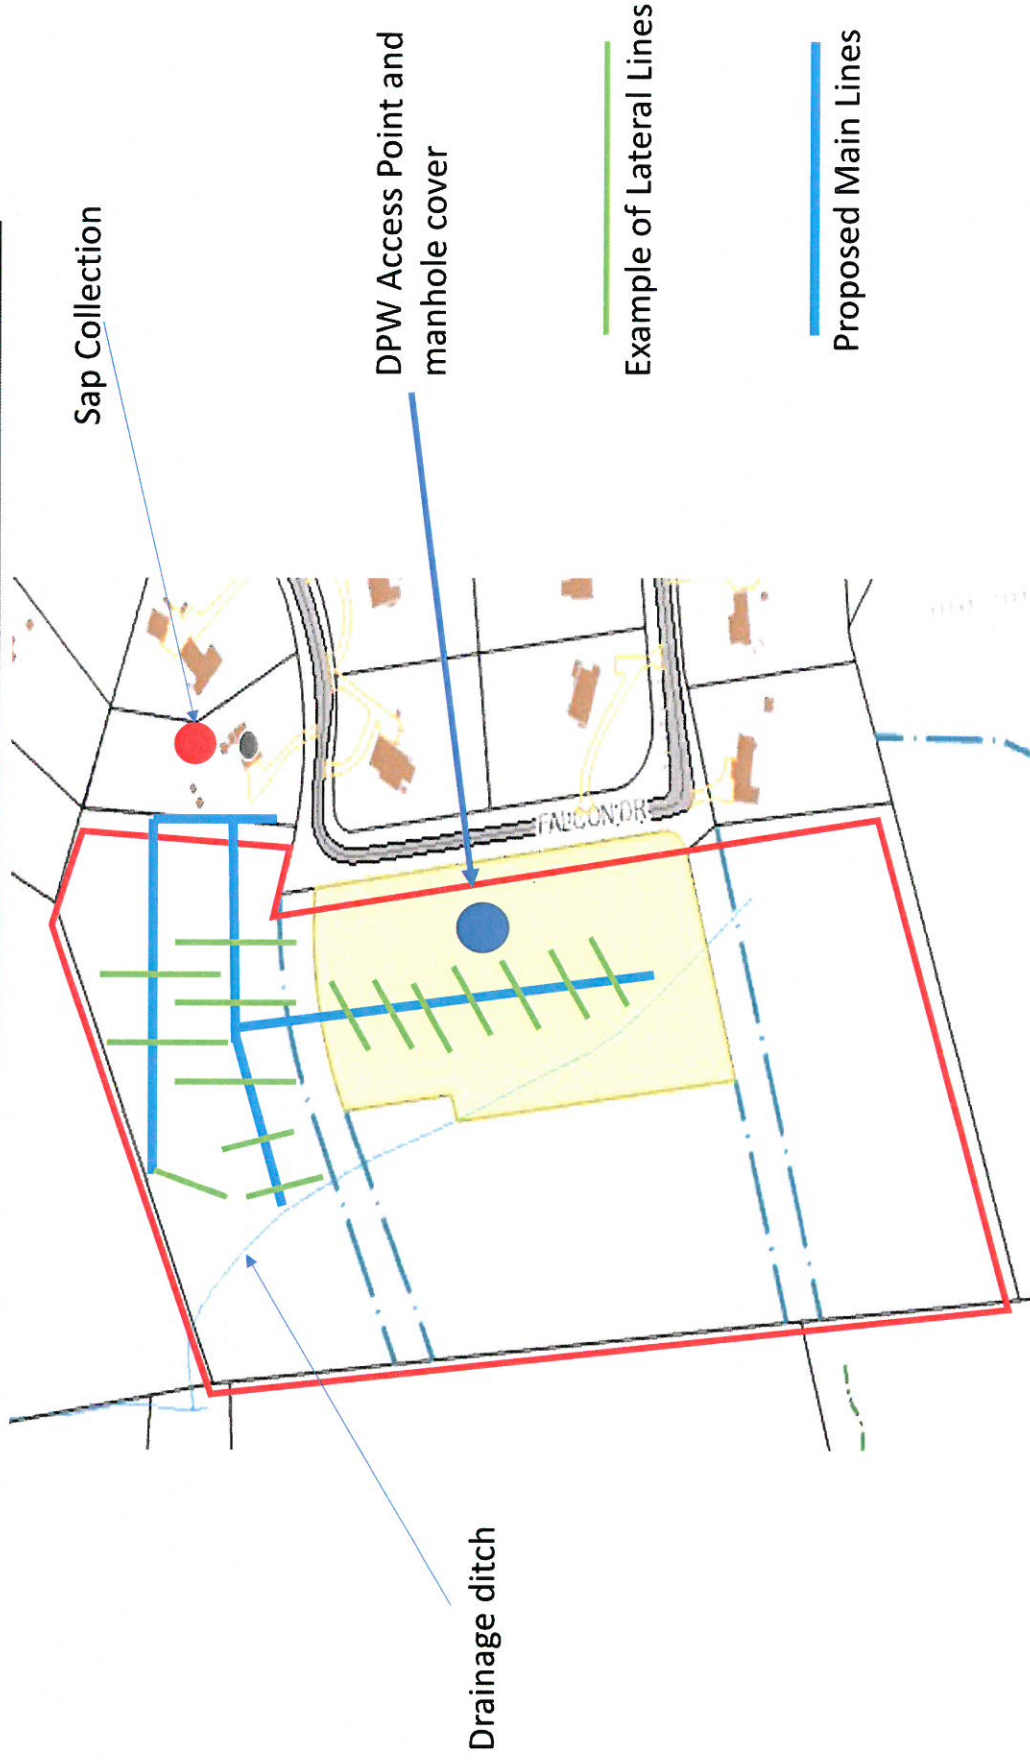 Sap Collection
DPW Access Point and
manhole cover
Example of Lateral Lines
Proposed Main Lines
FALCON DR
Drainage ditch